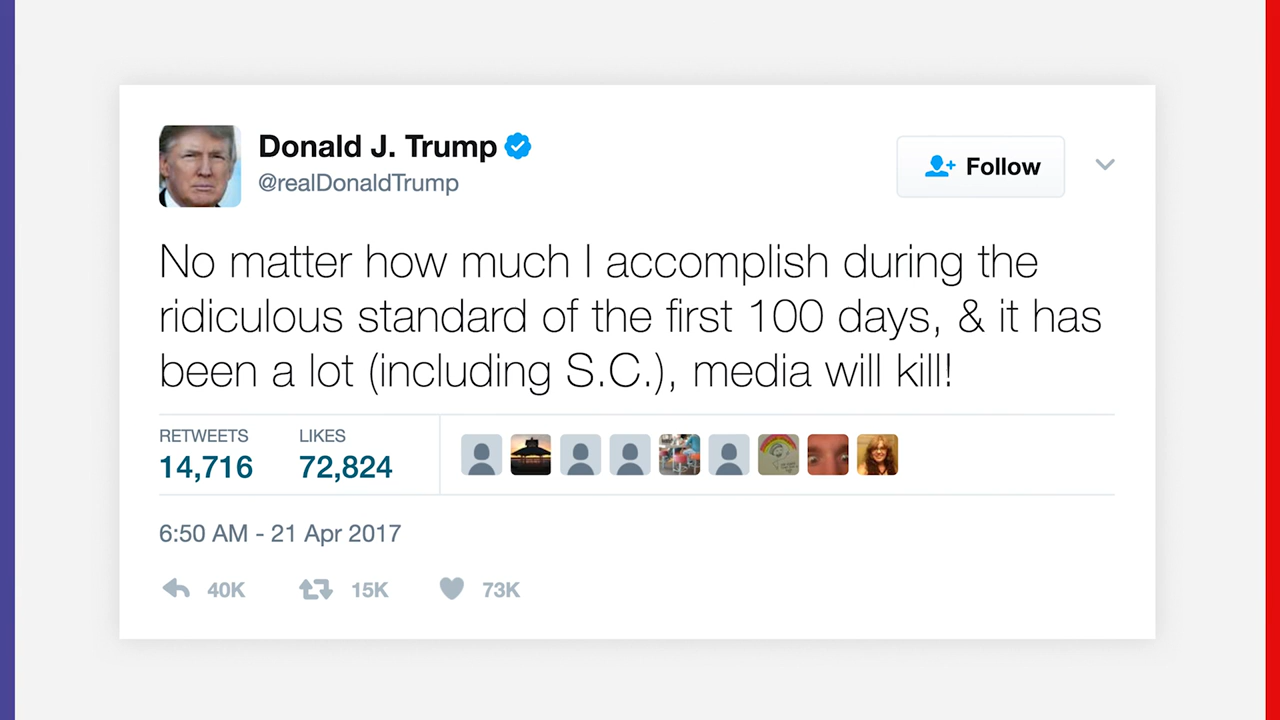 Donald J. Trump
@realDonaldTrump
Follow
No matter how much I accomplish during the
ridiculous standard of the first 100 days, & it has
been a lot (including S.C.), media will kill!
RETWEETS LIKES
14,716 72,824
6:50 AM - 21 Apr 2017
40K 15K 73K